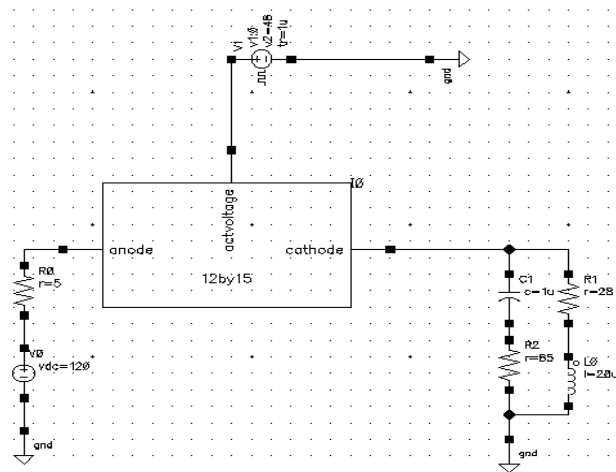 Vi
v1:0
v2=48
tr=1u
gnd
I0
actvoltage
anode
cathode
12by15
R0
r=5
V0
vdc=120
gnd
C1
c=1u
R1
r=28
R2
r=65
L0
l=20u
gnd